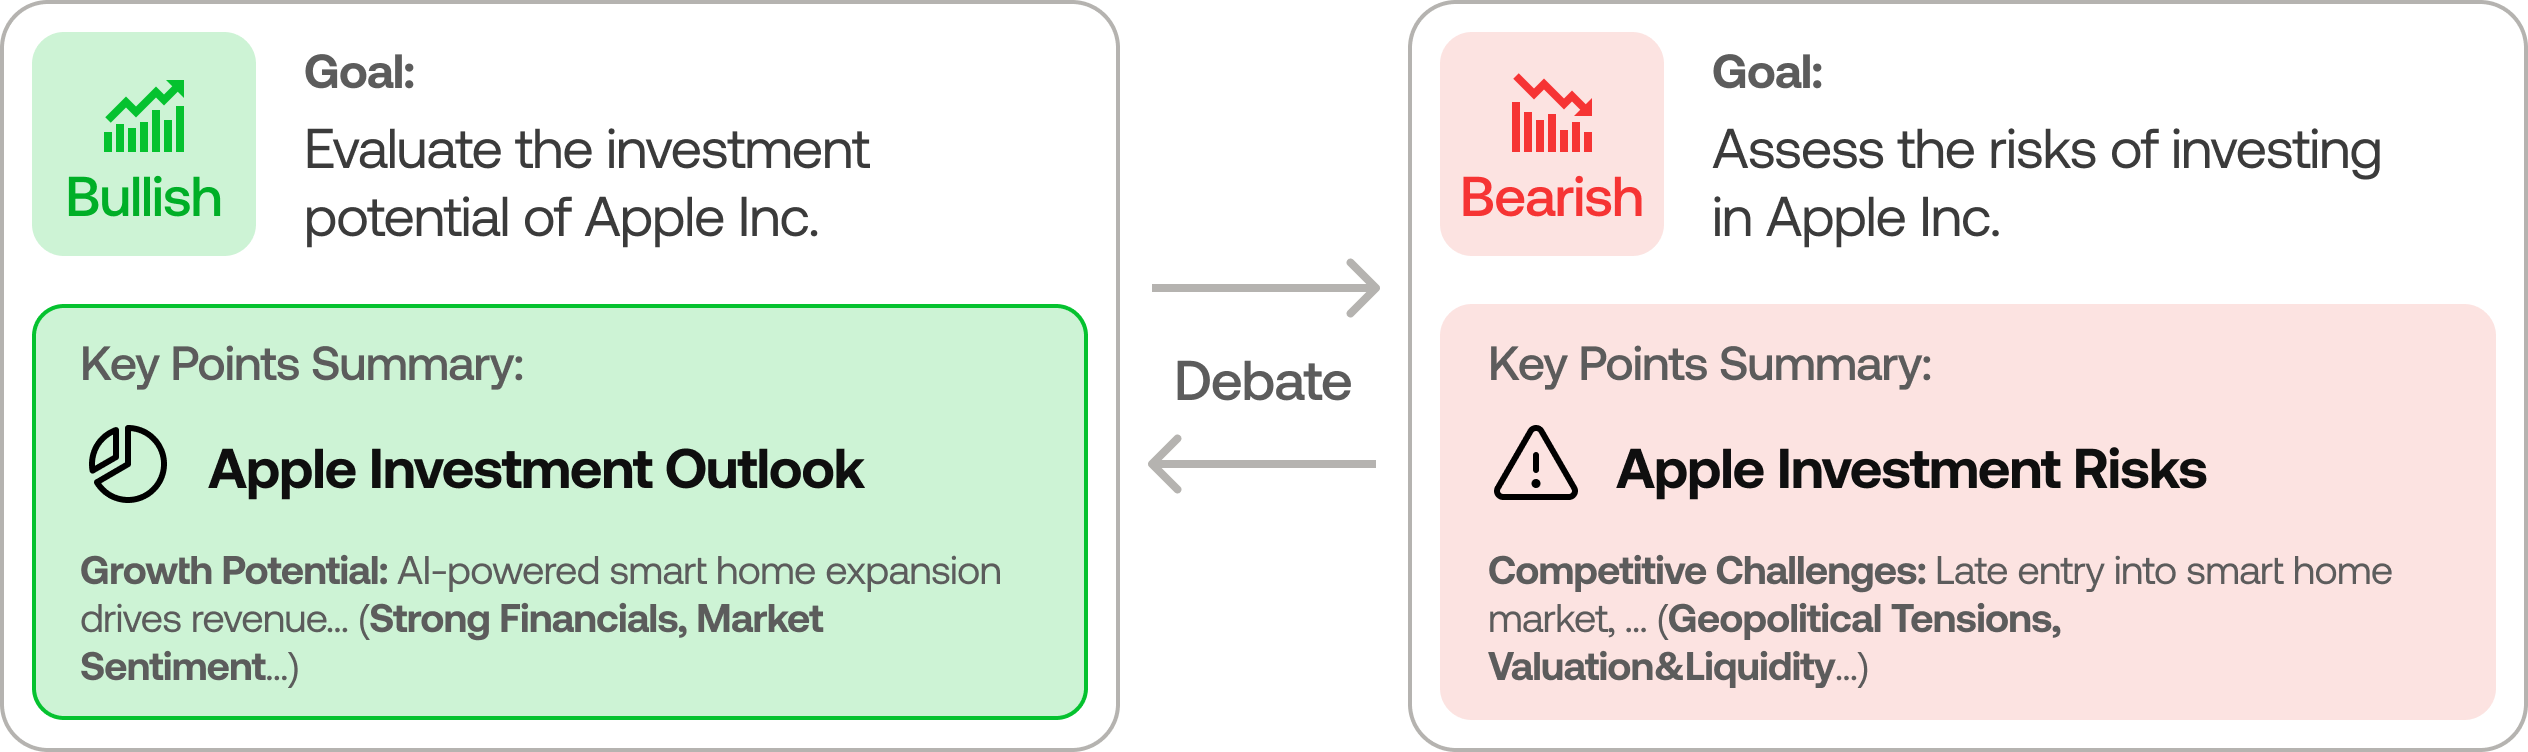 Bullish
Goal:
Evaluate the investment
potential of Apple Inc.
Key Points Summary:
Apple Investment Outlook
Growth Potential: AI-powered smart home expansion
drives revenue... (Strong Financials, Market
Sentiment...)
Debate
Bearish
Goal:
Assess the risks of investing
in Apple Inc.
Key Points Summary:
Apple Investment Risks
Competitive Challenges: Late entry into smart home
market, ... (Geopolitical Tensions,
Valuation&Liquidity...)